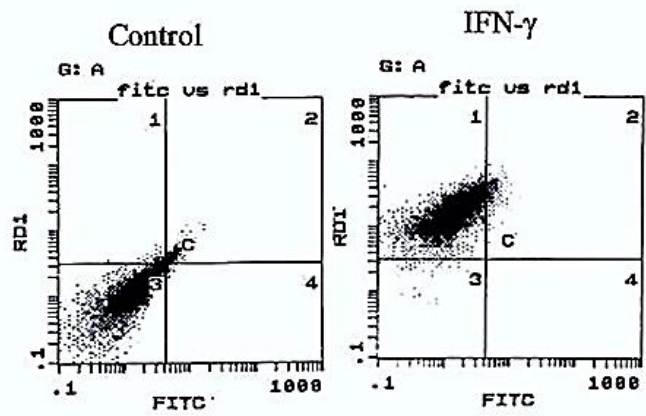 Control
G: A
fitc vs rd1
1
2
C
3
4
1000
RD1
.1
.1
1000
FITC
IFN-γ
G: A
fitc vs rd1
1
2
C
3
4
1000
RD1
.1
.1
1000
FITC